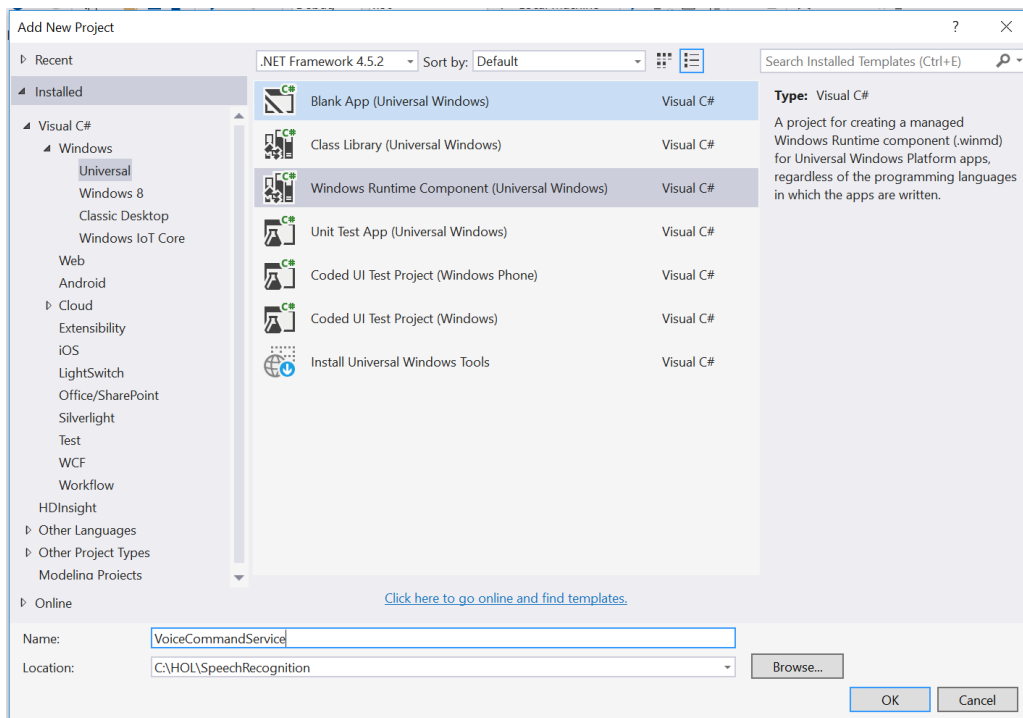 Add New Project
?
Recent
.NET Framework 4.5.2
Sort by:
Default
Search Installed Templates (Ctrl+E)
Installed
Visual C#
Windows
Universal
Windows 8
Classic Desktop
Windows IoT Core
Web
Android
Cloud
Extensibility
iOS
LightSwitch
Office/SharePoint
Silverlight
Test
WCF
Workflow
HDInsight
Other Languages
Other Project Types
Modeling Projects
Online
C# Blank App (Universal Windows) Visual C#
C# Class Library (Universal Windows) Visual C#
C# Windows Runtime Component (Universal Windows) Visual C#
C# Unit Test App (Universal Windows) Visual C#
C# Coded UI Test Project (Windows Phone) Visual C#
C# Coded UI Test Project (Windows) Visual C#
Install Universal Windows Tools Visual C#
Click here to go online and find templates.
Type: Visual C#
A project for creating a managed
Windows Runtime component (.winmd)
for Universal Windows Platform apps,
regardless of the programming languages
in which the apps are written.
Name: VoiceCommandService
Location: C:\HOL\SpeechRecognition
Browse...
OK
Cancel